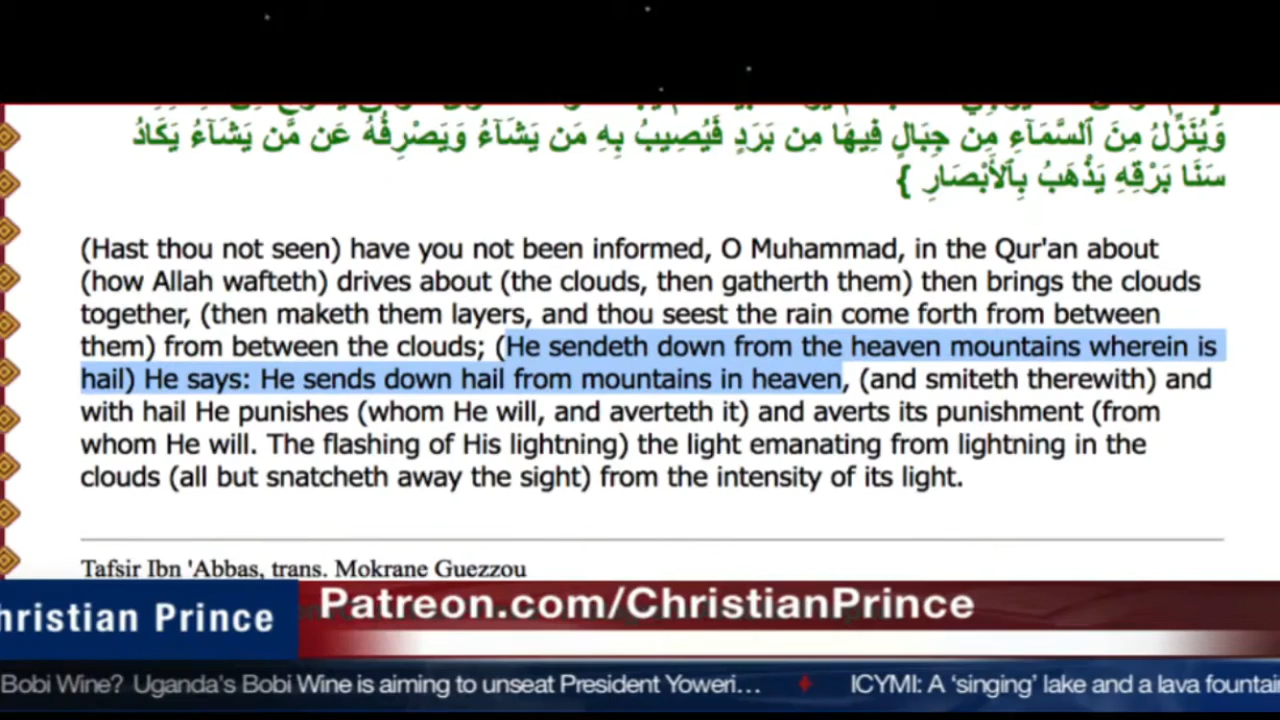 وَيُنَزِّلُ مِنَ ٱلسَّمَآءِ مِن جِبَالٍ فِيهَا مِن بَرَدٍ فَيُصِيبُ بِهِ مَن يَشَآءُ وَيَصْرِفُهُ عَن مَّن يَشَآءُ يَكَادُ
سَنَا بَرْقِهِ يَذْهَبُ بِٱلأَبْصَارِ }
(Hast thou not seen) have you not been informed, O Muhammad, in the Qur'an about
(how Allah wafteth) drives about (the clouds, then gatherth them) then brings the clouds
together, (then maketh them layers, and thou seest the rain come forth from between
them) from between the clouds; (He sendeth down from the heaven mountains wherein is
hail) He says: He sends down hail from mountains in heaven, (and smiteth therewith) and
with hail He punishes (whom He will, and averteth it) and averts its punishment (from
whom He will. The flashing of His lightning) the light emanating from lightning in the
clouds (all but snatcheth away the sight) from the intensity of its light.
Tafsir Ibn 'Abbas, trans. Mokrane Guezzou
hristian Prince
Patreon.com/ChristianPrince
Bobi Wine? Uganda's Bobi Wine is aiming to unseat President Yoweri... ICYMI: A 'singing' lake and a lava fountai